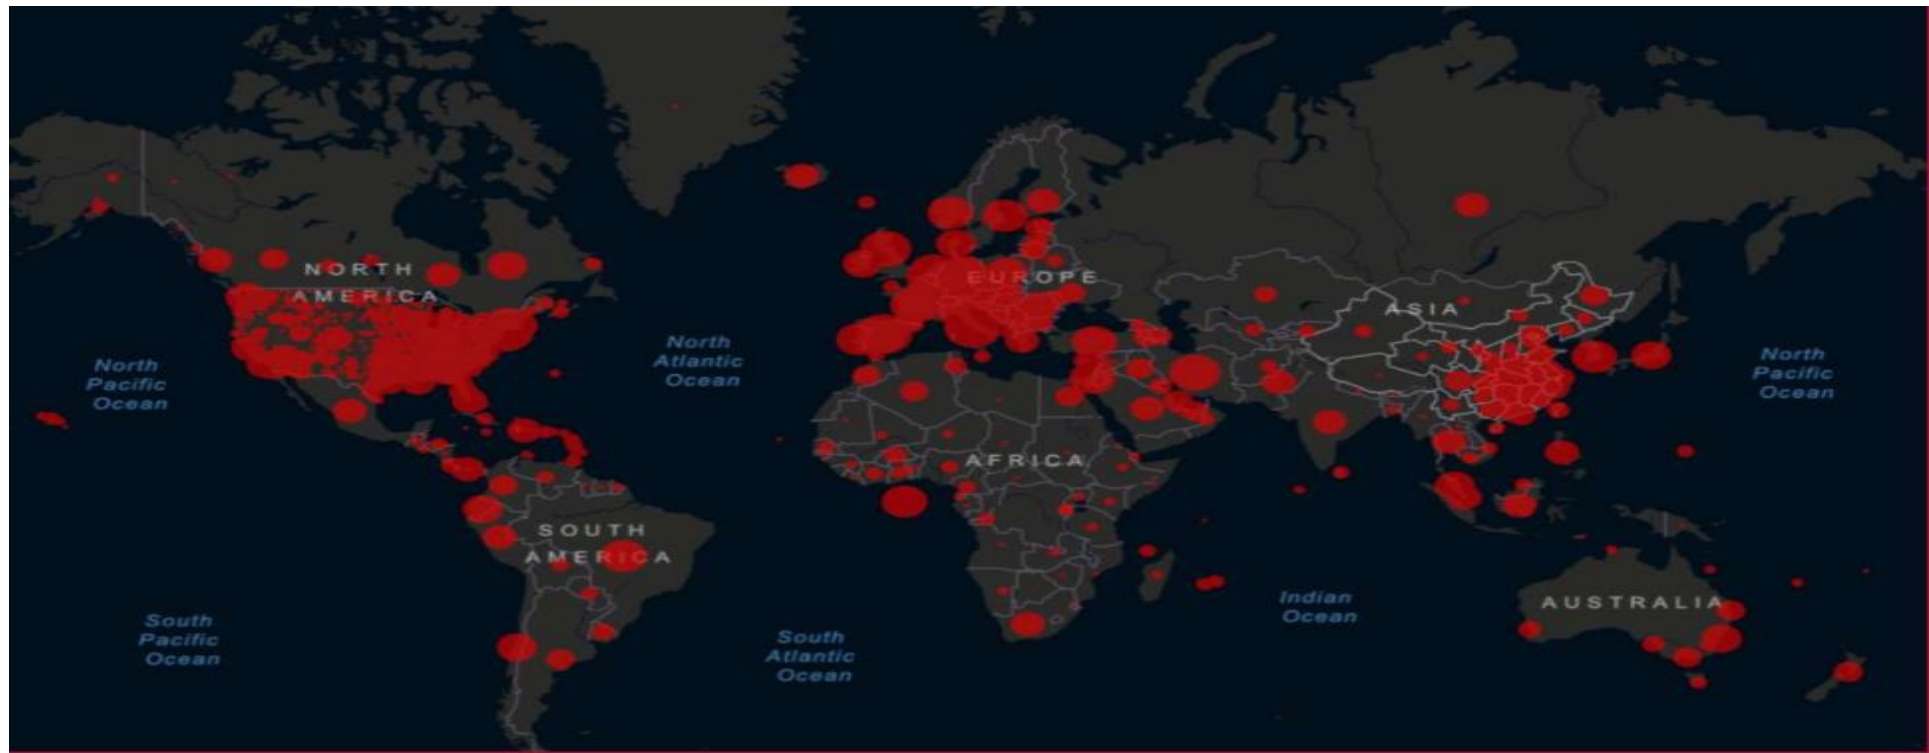 NORTH
AMERICA
EUROPE
ASIA
North
Pacific
Ocean
North
Atlantic
Ocean
North
Pacific
Ocean
AFRICA
SOUTH
AMERICA
South
Pacific
Ocean
South
Atlantic
Ocean
Indian
Ocean
AUSTRALIA